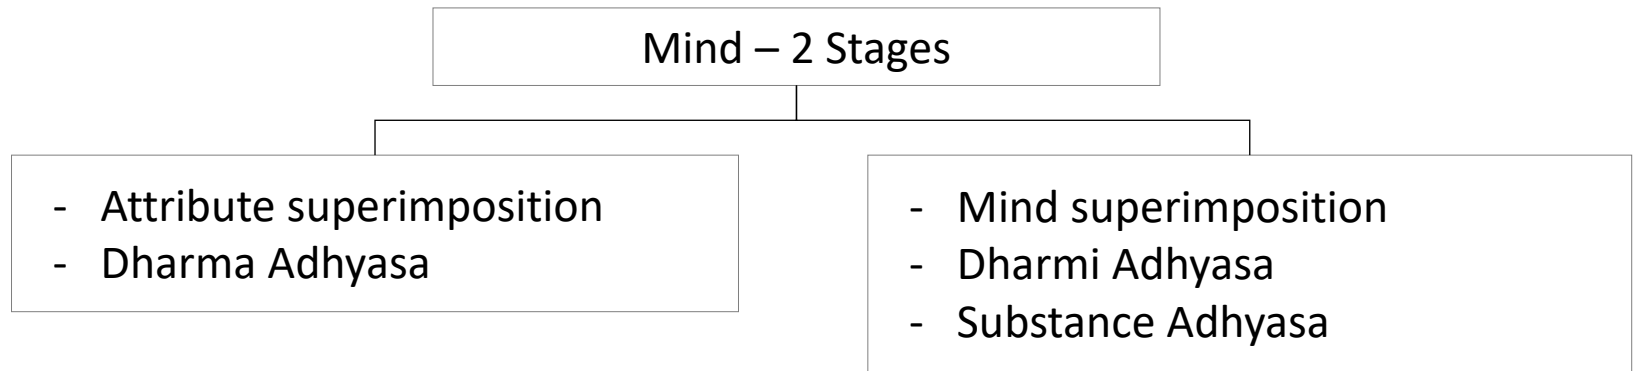 Mind – 2 Stages
- Attribute superimposition
- Dharma Adhyasa
- Mind superimposition
- Dharmi Adhyasa
- Substance Adhyasa